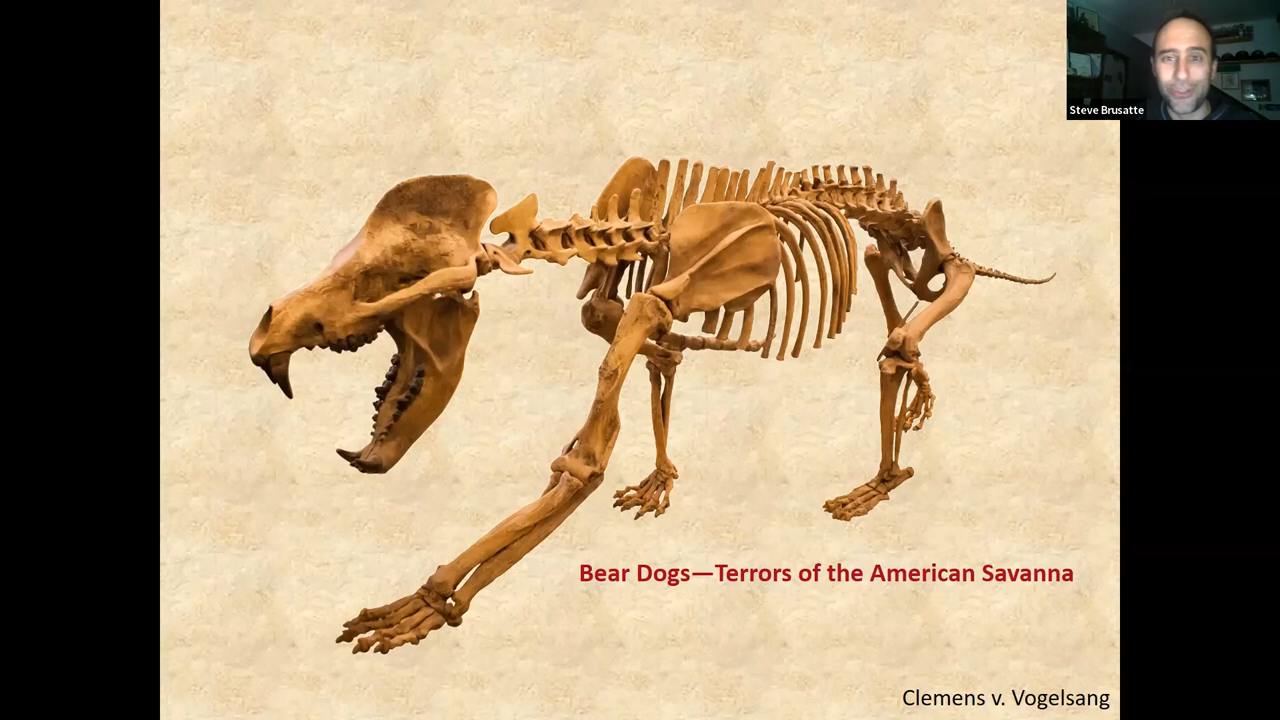 Steve Brusatte
Bear Dogs—Terrors of the American Savanna
Clemens v. Vogelsang